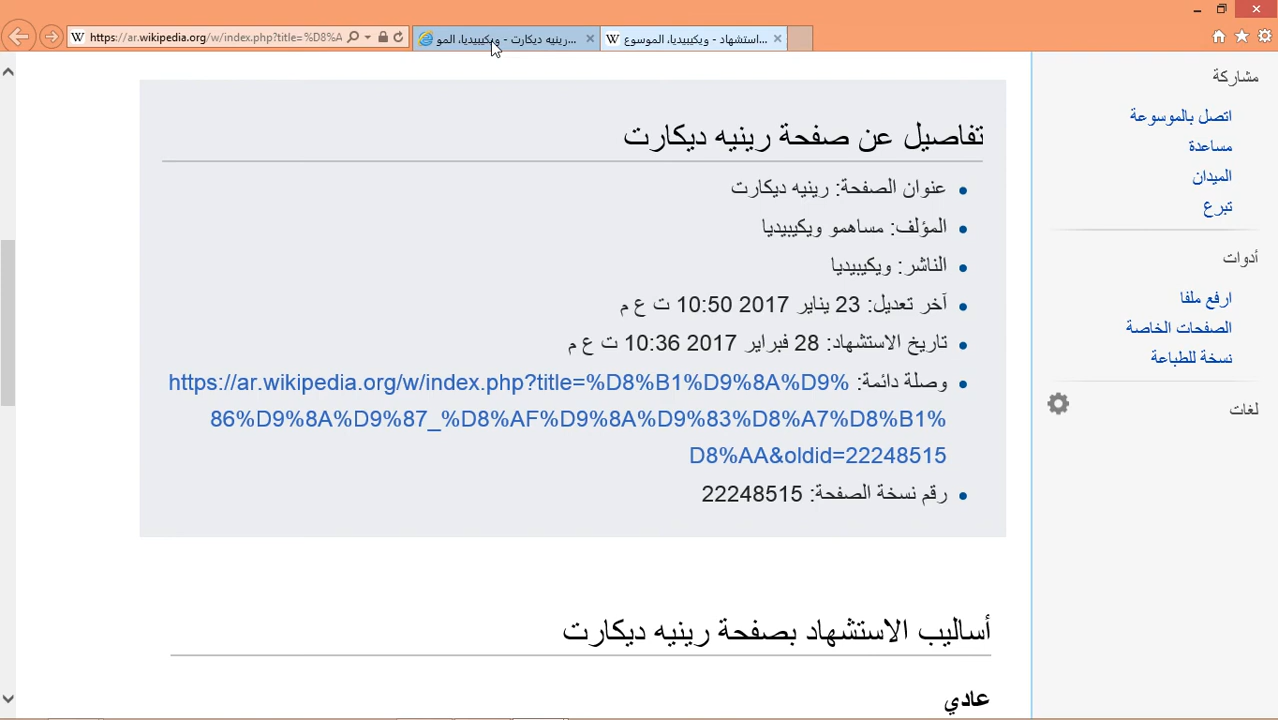 https://ar.wikipedia.org/w/index.php?title=%D8%A
رينيه ديكارت - ويكيبيديا، المو...
استشهاد - ويكيبيديا، الموسوع...
مشاركة
اتصل بالموسوعة
مساعدة
الميدان
تبرع
أدوات
ارفع ملفا
الصفحات الخاصة
نسخة للطباعة
لغات
تفاصيل عن صفحة رينيه ديكارت
عنوان الصفحة: رينيه ديكارت
المؤلف: مساهمو ويكيبيديا
الناشر: ويكيبيديا
آخر تعديل: 23 يناير 2017 10:50 ت ع م
تاريخ الاستشهاد: 28 فبراير 2017 10:36 ت ع م
وصلة دائمة: https://ar.wikipedia.org/w/index.php?title=%D8%B1%D9%8A%D9%
86%D9%8A%D9%87_%D8%AF%D9%8A%D9%83%D8%A7%D8%B1%
D8%AA&oldid=22248515
رقم نسخة الصفحة: 22248515
أساليب الاستشهاد بصفحة رينيه ديكارت
عادي